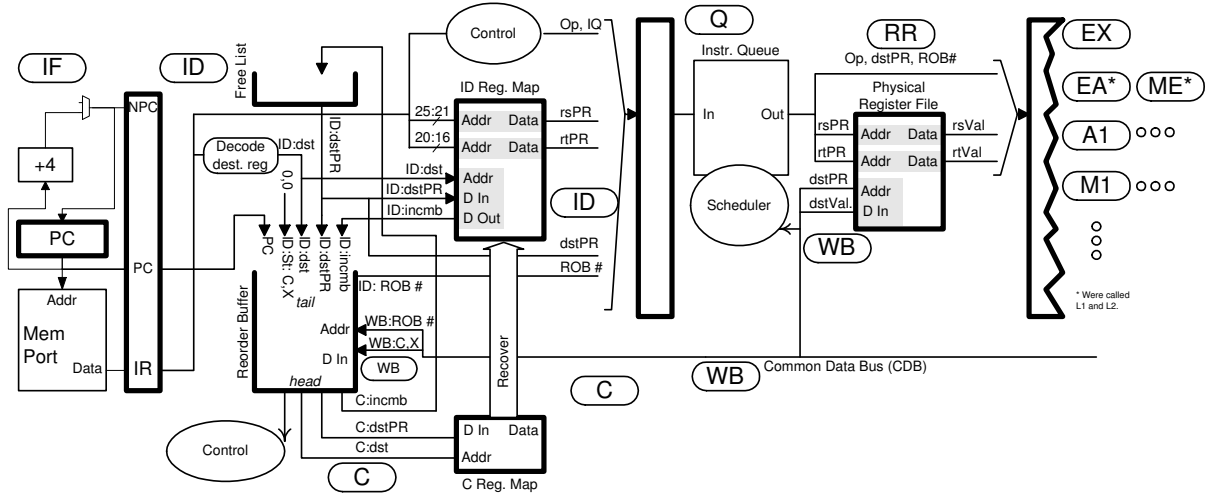 IF
ID
Free List
Control
Op, IQ
Q
Instr. Queue
RR
Op, dstPR, ROB#
EX
EA*
ME*
A1
M1
NPC
+4
PC
Addr
Mem
Port
Data
PC
IR
Decode
dest. reg
ID:dst
ID:dstPR
0,0
25:21
20:16
ID Reg. Map
Addr
Data
Addr
Data
Addr
D In
D Out
rsPR
rtPR
ID:dst
ID:dstPR
ID:incmb
ID
dstPR
ROB #
In
Out
Scheduler
WB
Physical
Register File
rsPR
rtPR
dstPR
dstVal.
Addr
Data
Addr
Data
Addr
D In
rsVal
rtVal
* Were called
L1 and L2.
PC
ID:St: C,X
ID:dst
ID:dstPR
ID:incmb
tail
Reorder Buffer
ID: ROB #
Addr
D In
WB:ROB #
WB:C,X
WB
head
Recover
C
WB
Common Data Bus (CDB)
C:incmb
C:dstPR
C:dst
Control
C
D In
Data
Addr
C Reg. Map